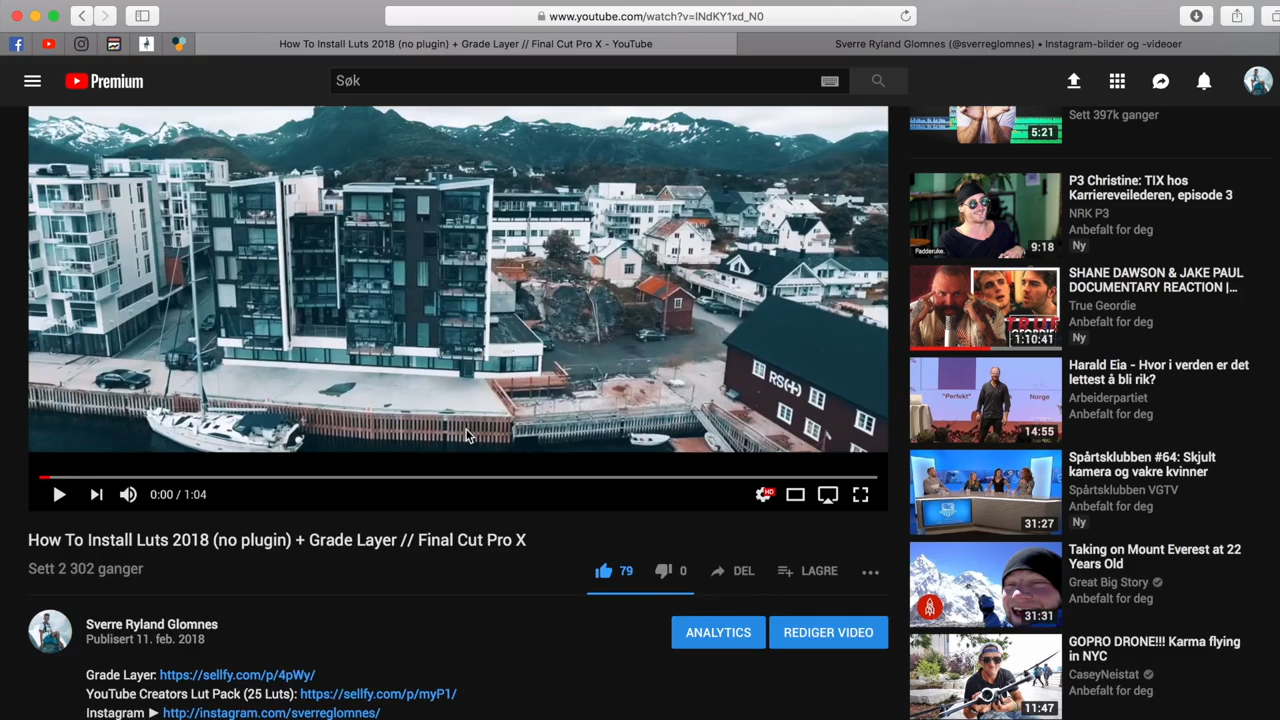 www.youtube.com/watch?v=lNdKY1xd_N0
How To Install Luts 2018 (no plugin) + Grade Layer // Final Cut Pro X - YouTube
Sverre Ryland Glomnes (@sverreglomnes) • Instagram-bilder og -videoer
Premium
Søk
RS(+)
0:00 / 1:04
HD
How To Install Luts 2018 (no plugin) + Grade Layer // Final Cut Pro X
Sett 2 302 ganger
79
0
DEL
LAGRE
Sverre Ryland Glomnes
Publisert 11. feb. 2018
ANALYTICS
REDIGER VIDEO
Grade Layer: https://sellfy.com/p/4pWy/
YouTube Creators Lut Pack (25 Luts): https://sellfy.com/p/myP1/
Instagram ► http://instagram.com/sverreglomnes/
5:21
Sett 397k ganger
Fadderuke.
9:18
P3 Christine: TIX hos
Karriereveilederen, episode 3
NRK P3
Anbefalt for deg
Ny
TRUE
GEORDIE
1:10:41
SHANE DAWSON & JAKE PAUL
DOCUMENTARY REACTION |...
True Geordie
Anbefalt for deg
Ny
"Perfekt"
Norge
14:55
Harald Eia - Hvor i verden er det
lettest å bli rik?
Arbeiderpartiet
Anbefalt for deg
31:27
Spårtsklubben #64: Skjult
kamera og vakre kvinner
Spårtsklubben VGTV
Anbefalt for deg
Ny
31:31
Taking on Mount Everest at 22
Years Old
Great Big Story
Anbefalt for deg
11:47
GOPRO DRONE!!! Karma flying
in NYC
CaseyNeistat
Anbefalt for deg